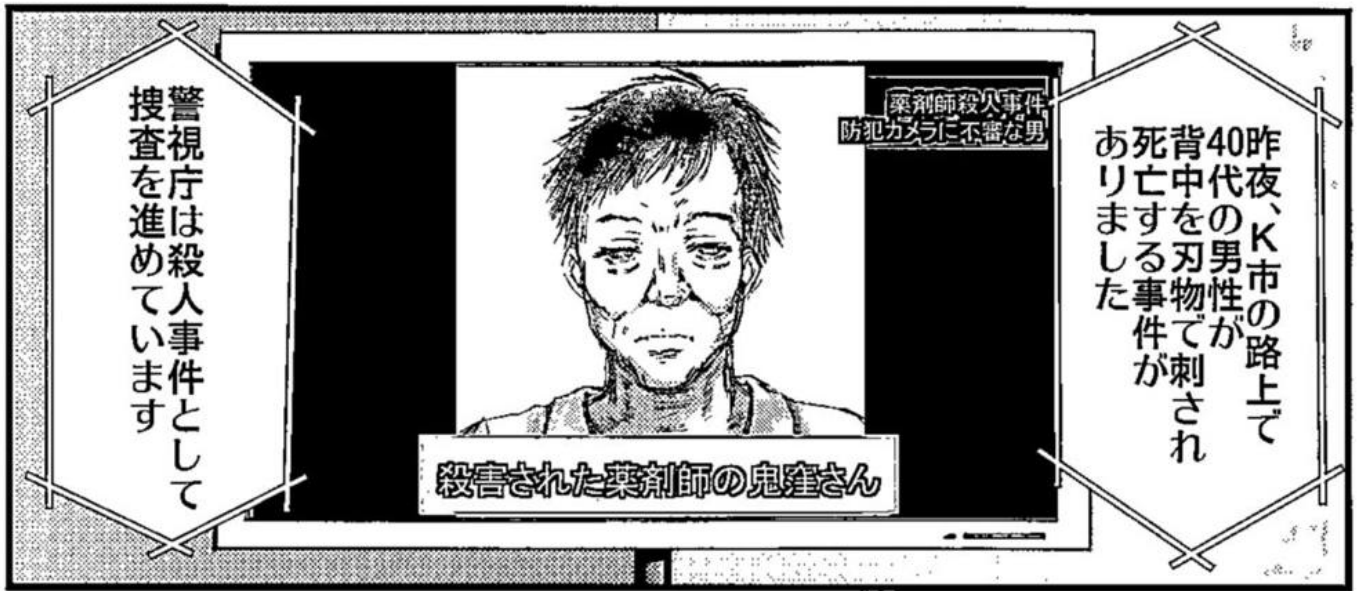 昨夜、K市の路上で
40代の男性が
背中を刃物で刺され
死亡する事件が
ありました
薬剤師殺人事件
防犯カメラに不審な男
殺害された薬剤師の鬼窪さん
警視庁は殺人事件として
捜査を進めています